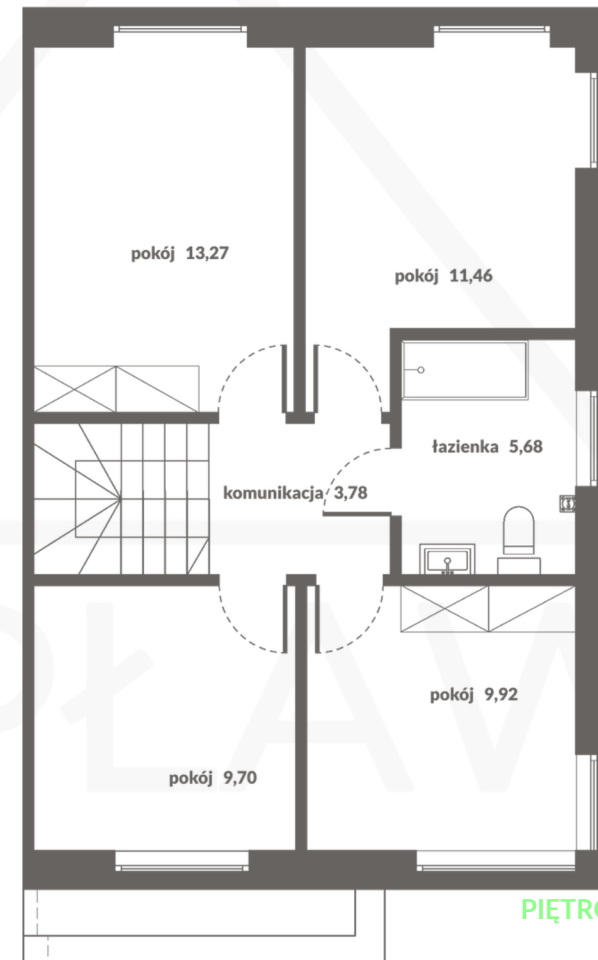 pokój 13,27
pokój 11,46
łazienka 5,68
komunikacja 3,78
pokój 9,92
pokój 9,70